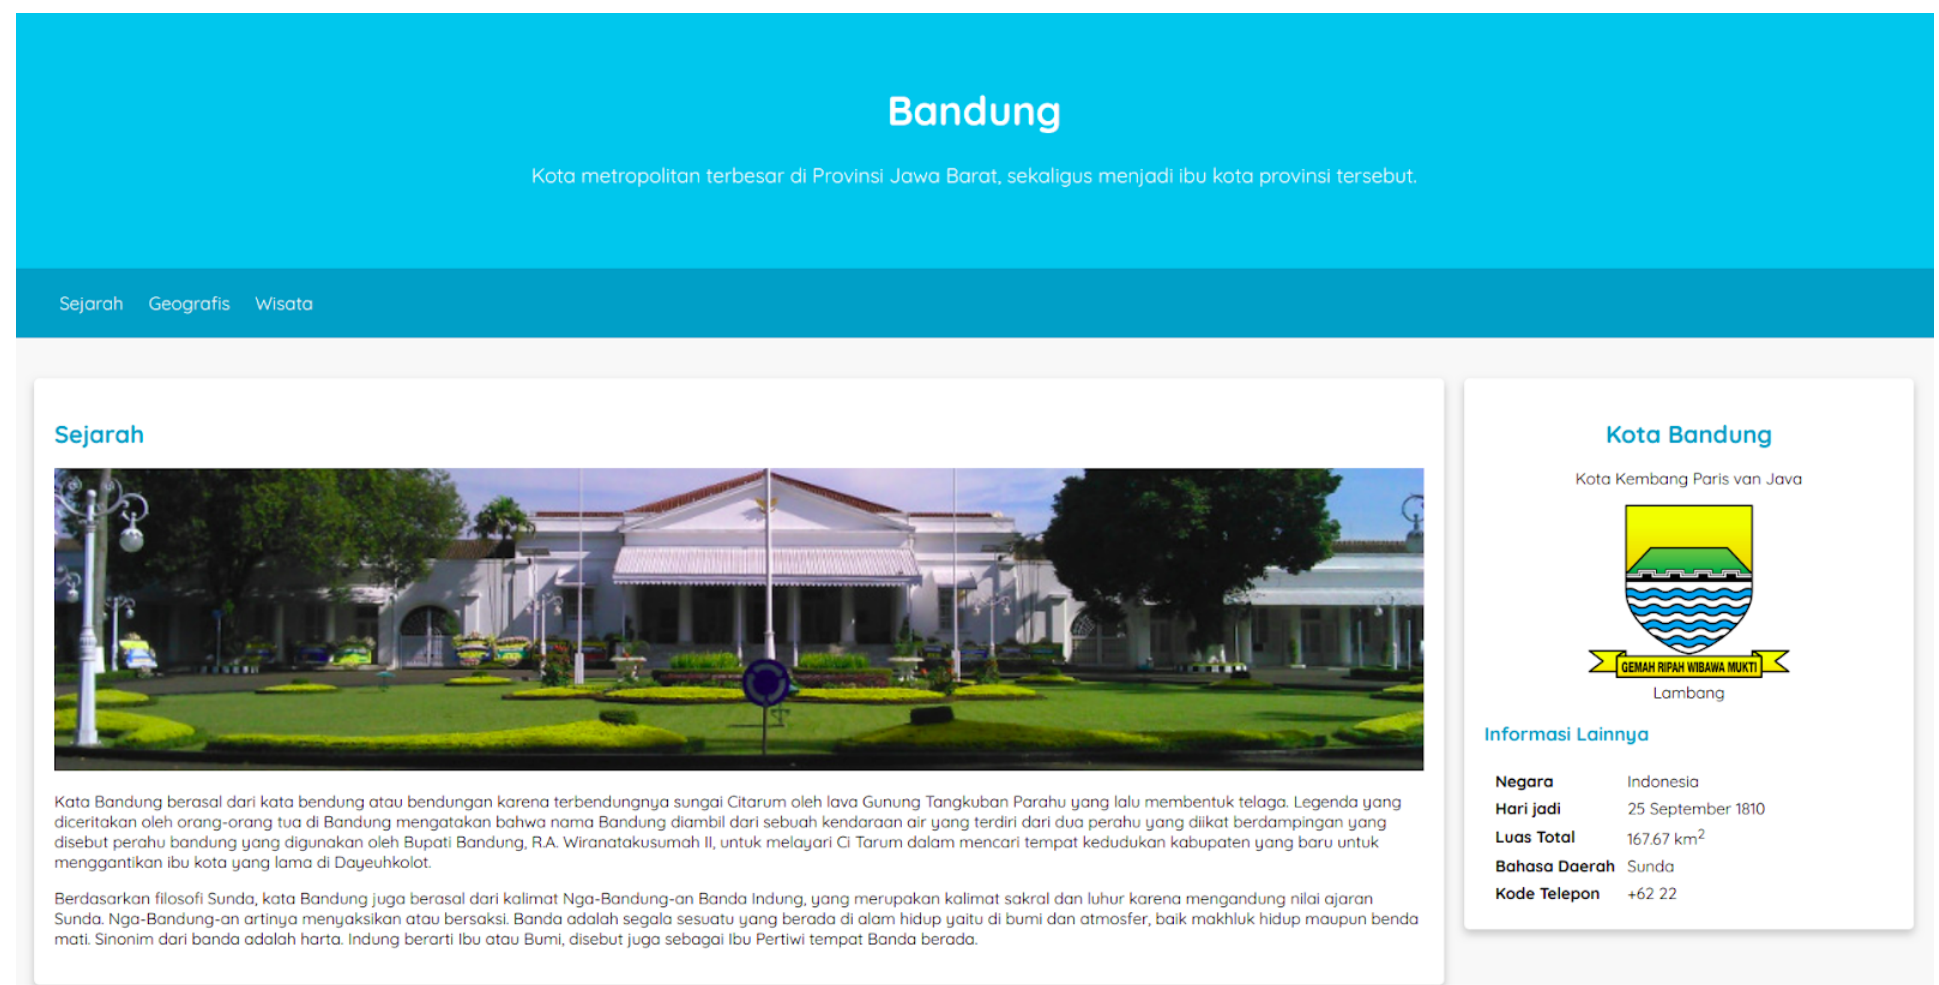 Bandung
Kota metropolitan terbesar di Provinsi Jawa Barat, sekaligus menjadi ibu kota provinsi tersebut.
Sejarah Geografis Wisata
Sejarah
Kata Bandung berasal dari kata bendung atau bendungan karena terbendungnya sungai Citarum oleh lava Gunung Tangkuban Parahu yang lalu membentuk telaga. Legenda yang
diceritakan oleh orang-orang tua di Bandung mengatakan bahwa nama Bandung diambil dari sebuah kendaraan air yang terdiri dari dua perahu yang diikat berdampingan yang
disebut perahu bandung yang digunakan oleh Bupati Bandung, R.A. Wiranatakusumah II, untuk melayari Ci Tarum dalam mencari tempat kedudukan kabupaten yang baru untuk
menggantikan ibu kota yang lama di Dayeuhkolot.
Berdasarkan filosofi Sunda, kata Bandung juga berasal dari kalimat Nga-Bandung-an Banda Indung, yang merupakan kalimat sakral dan luhur karena mengandung nilai ajaran
Sunda. Nga-Bandung-an artinya menyaksikan atau bersaksi. Banda adalah segala sesuatu yang berada di alam hidup yaitu di bumi dan atmosfer, baik makhluk hidup maupun benda
mati. Sinonim dari banda adalah harta. Indung berarti Ibu atau Bumi, disebut juga sebagai Ibu Pertiwi tempat Banda berada.
Kota Bandung
Kota Kembang Paris van Java
GEMAH RIPAH WIBAWA MUKTI
Lambang
Informasi Lainnya
Negara Indonesia
Hari jadi 25 September 1810
Luas Total 167.67 km²
Bahasa Daerah Sunda
Kode Telepon +62 22